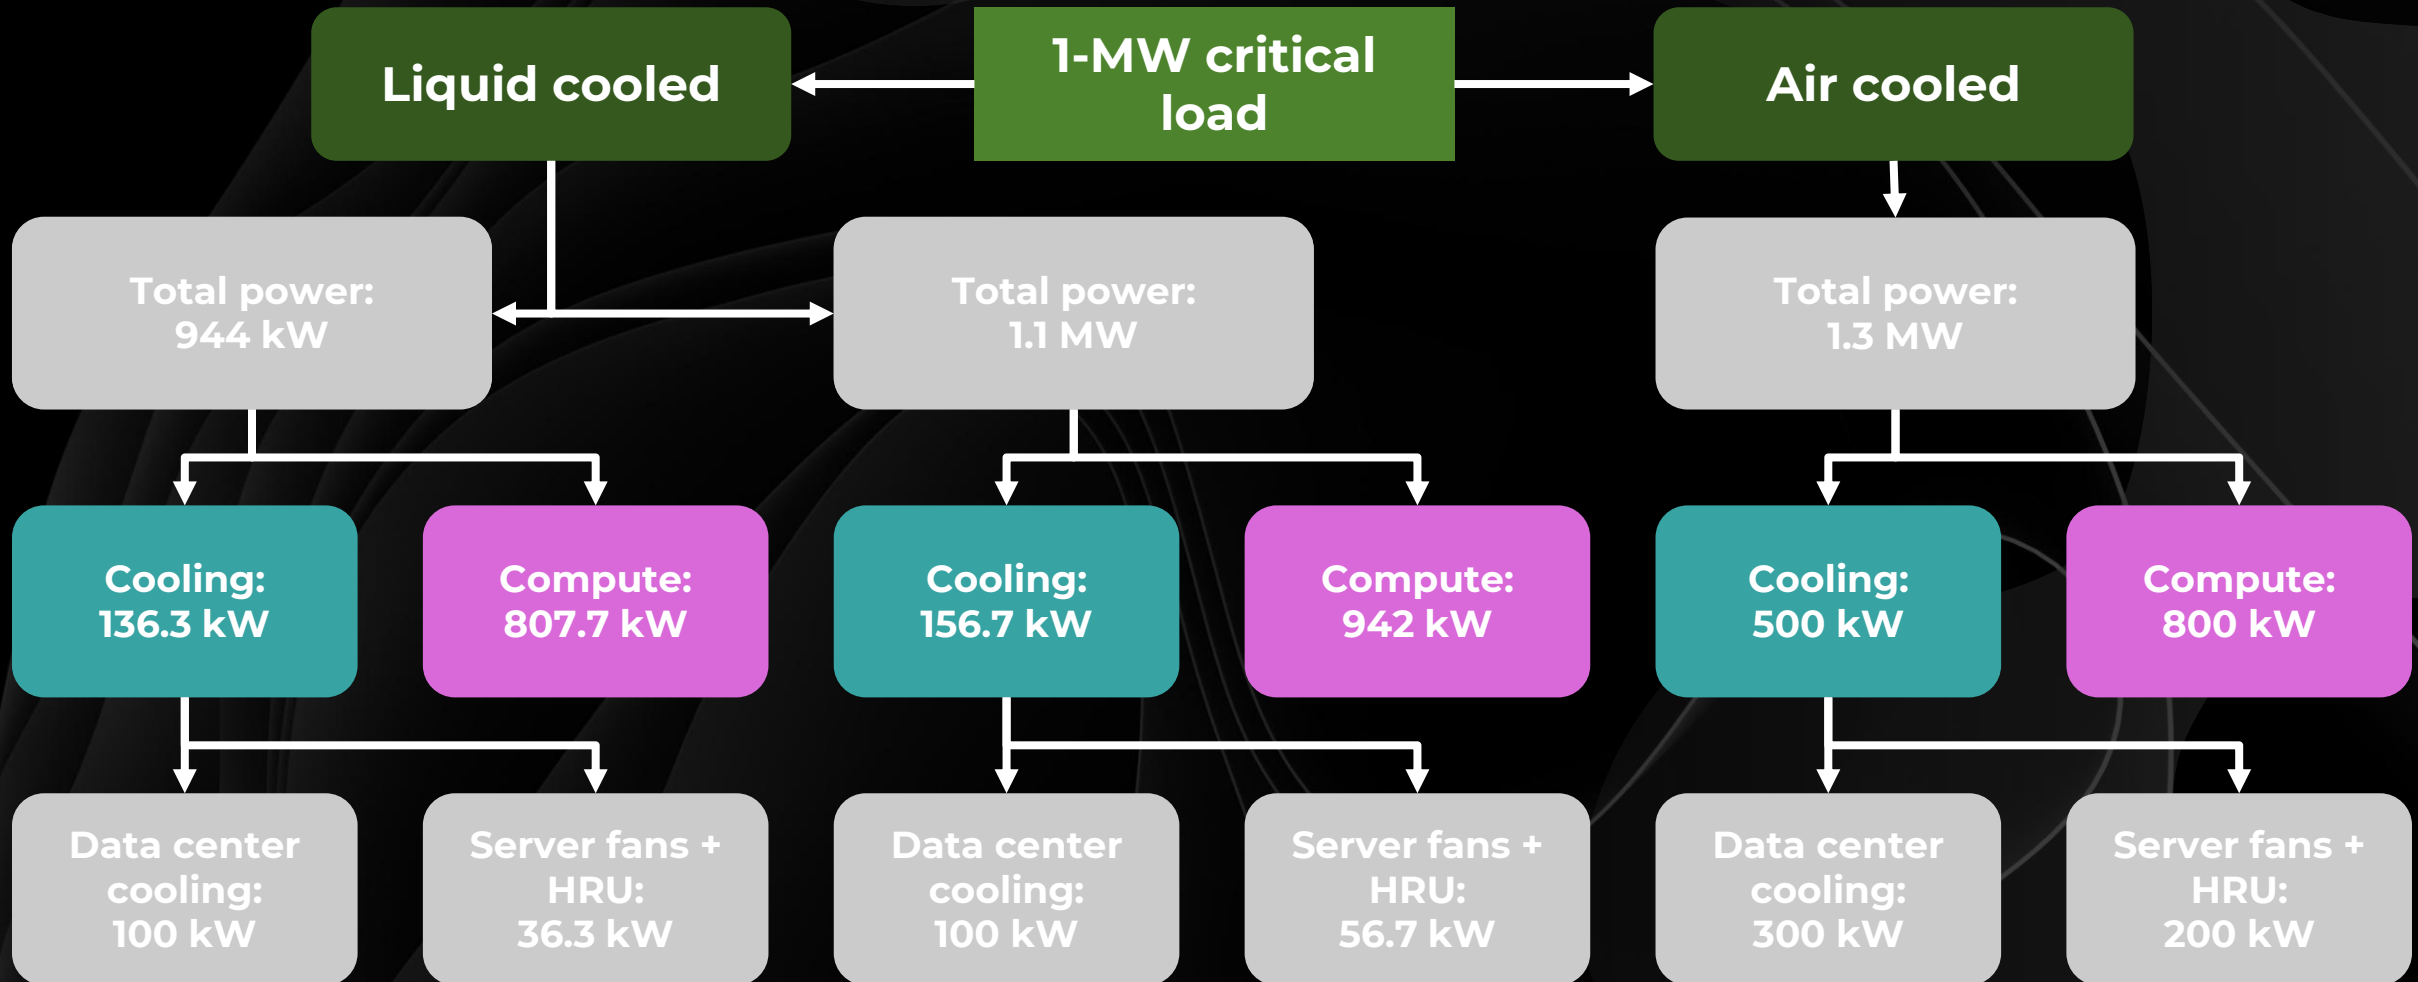 Liquid cooled
1-MW critical
load
Air cooled
Total power:
944 kW
Total power:
1.1 MW
Total power:
1.3 MW
Cooling:
136.3 kW
Compute:
807.7 kW
Cooling:
156.7 kW
Compute:
942 kW
Cooling:
500 kW
Compute:
800 kW
Data center
cooling:
100 kW
Server fans +
HRU:
36.3 kW
Data center
cooling:
100 kW
Server fans +
HRU:
56.7 kW
Data center
cooling:
300 kW
Server fans +
HRU:
200 kW